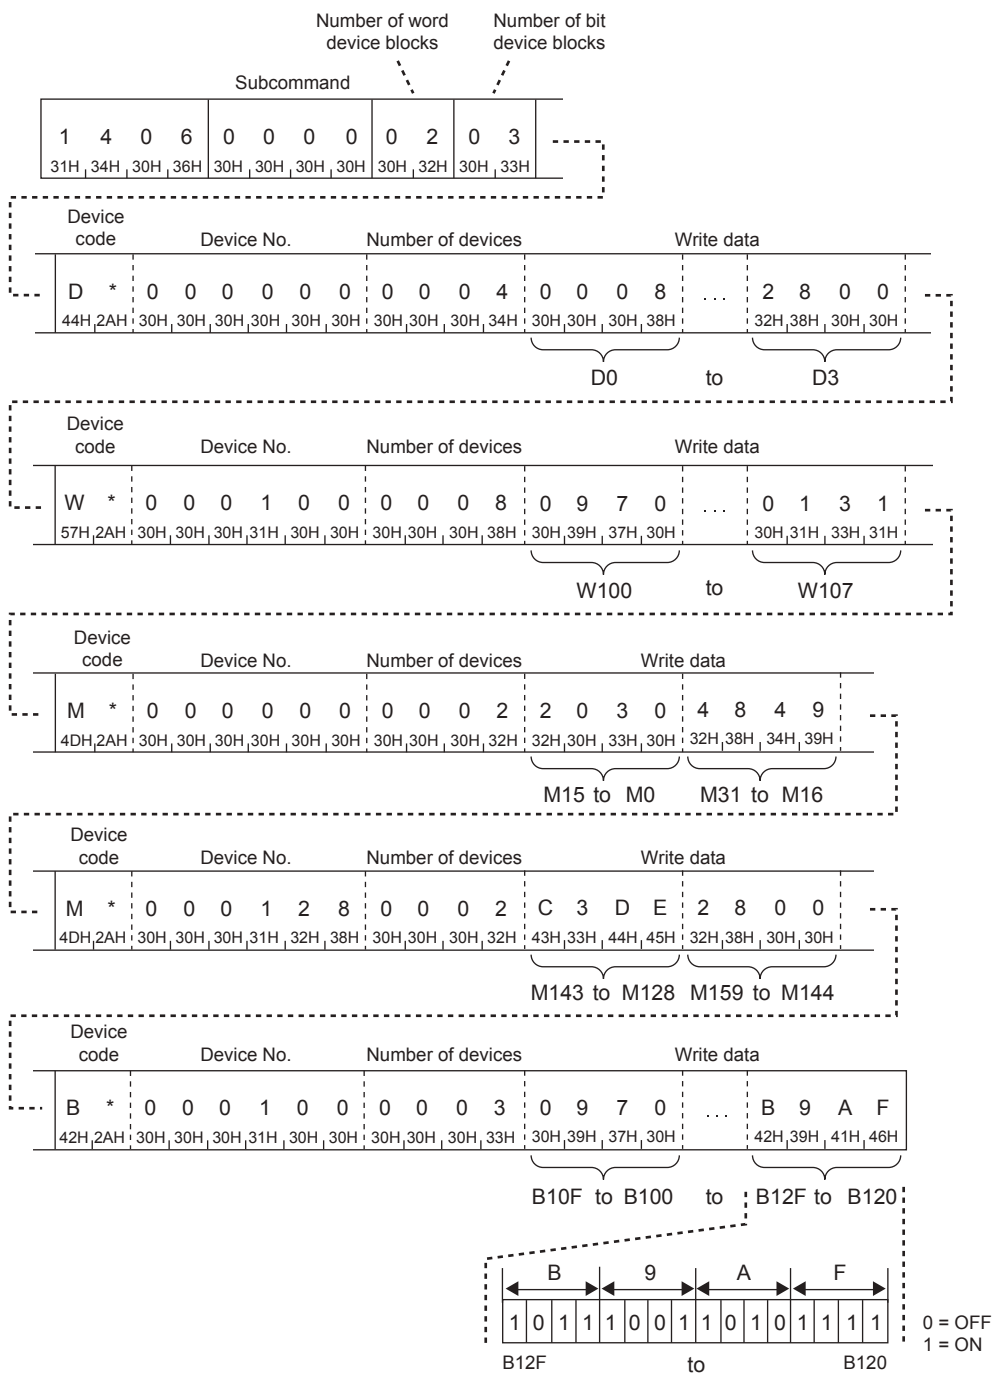 Number of word Number of bit
device blocks device blocks
Subcommand
1 4 0 6 0 0 0 0 0 2 0 3
31H 34H 30H 36H 30H 30H 30H 30H 30H 32H 30H 33H
Device
code Device No. Number of devices Write data
D * 0 0 0 0 0 0 0 0 0 4 0 0 0 8 ... 2 8 0 0
44H 2AH 30H 30H 30H 30H 30H 30H 30H 30H 30H 34H 30H 30H 30H 38H 32H 38H 30H 30H
D0 to D3
Device
code Device No. Number of devices Write data
W * 0 0 0 1 0 0 0 0 0 8 0 9 7 0 ... 0 1 3 1
57H 2AH 30H 30H 30H 31H 30H 30H 30H 30H 30H 38H 30H 39H 37H 30H 30H 31H 33H 31H
W100 to W107
Device
code Device No. Number of devices Write data
M * 0 0 0 0 0 0 0 0 0 2 2 0 3 0 4 8 4 9
4DH 2AH 30H 30H 30H 30H 30H 30H 30H 30H 30H 32H 32H 30H 33H 30H 32H 38H 34H 39H
M15 to M0 M31 to M16
Device
code Device No. Number of devices Write data
M * 0 0 0 1 2 8 0 0 0 2 C 3 D E 2 8 0 0
4DH 2AH 30H 30H 30H 31H 32H 38H 30H 30H 30H 32H 43H 33H 44H 45H 32H 38H 30H 30H
M143 to M128 M159 to M144
Device
code Device No. Number of devices Write data
B * 0 0 0 1 0 0 0 0 0 3 0 9 7 0 ... B 9 A F
42H 2AH 30H 30H 30H 31H 30H 30H 30H 30H 30H 33H 30H 39H 37H 30H 42H 39H 41H 46H
B10F to B100 to B12F to B120
B 9 A F
1 0 1 1 1 0 0 1 1 0 1 0 1 1 1 1 0 = OFF
1 = ON
B12F to B120